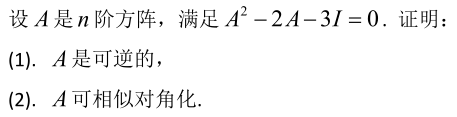 设 A 是 n 阶方阵，满足 A² − 2A − 3I = 0．证明：
(1). A 是可逆的，
(2). A 可相似对角化.